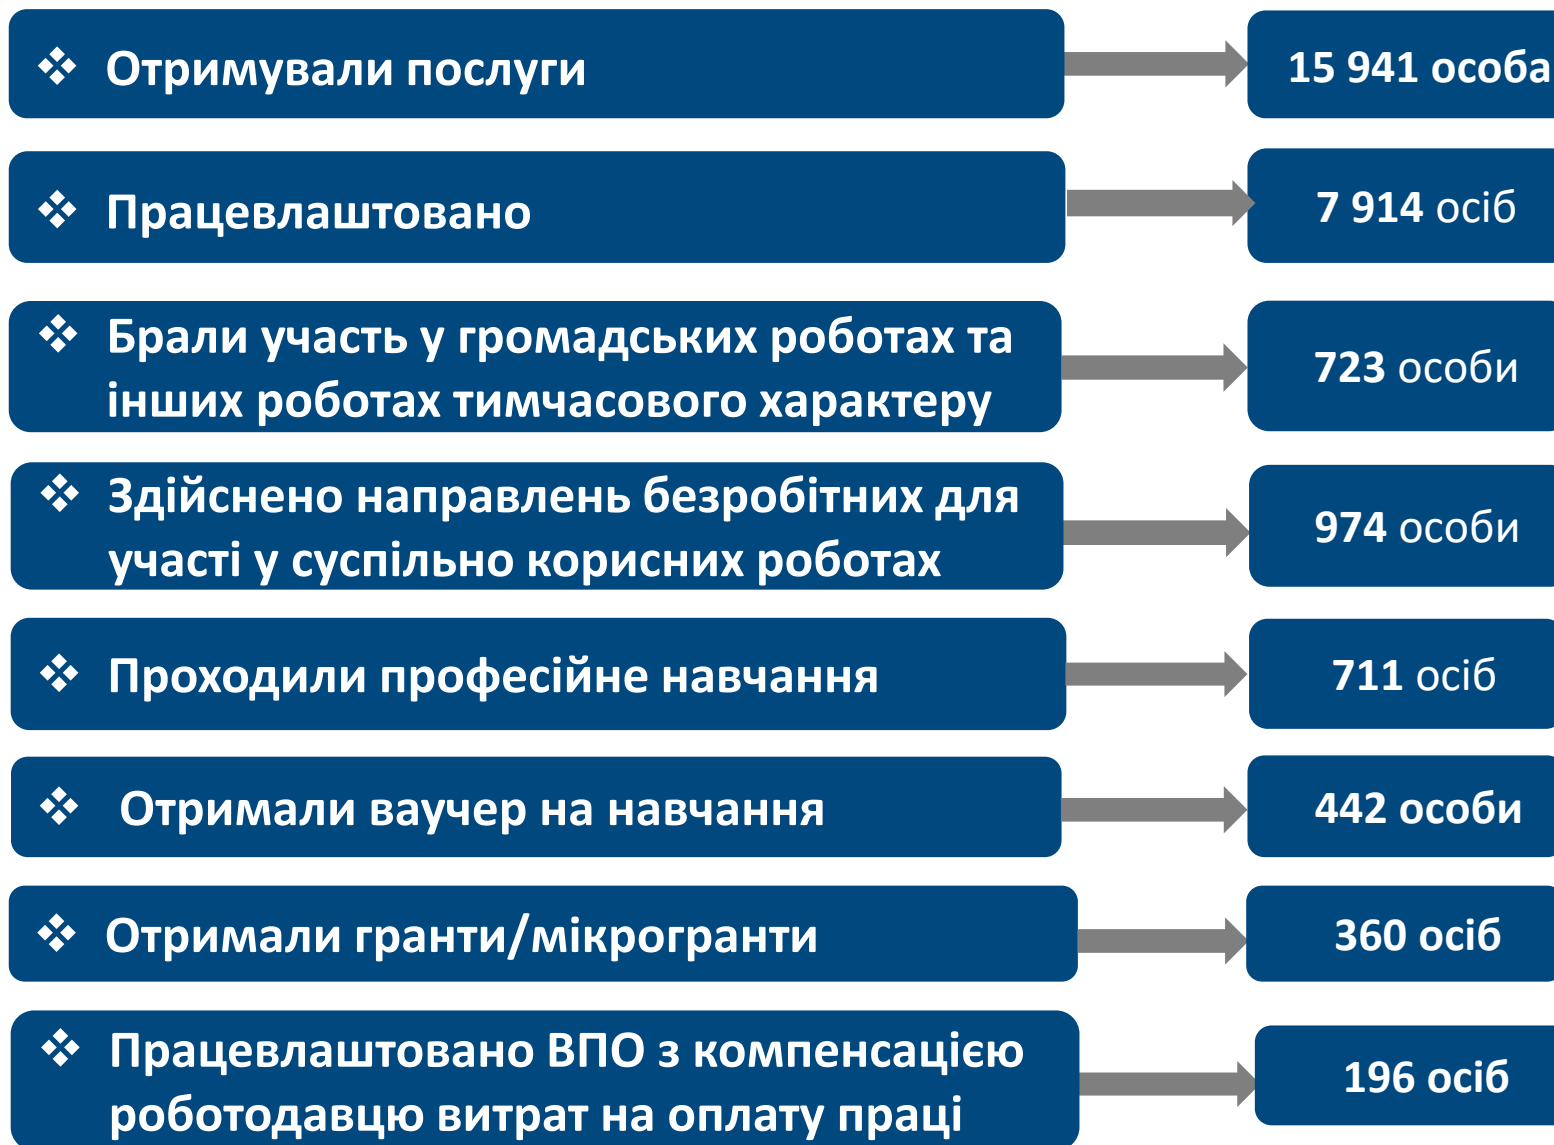 ❖ Отримували послуги
15 941 особа
❖ Працевлаштовано
7 914 осіб
❖ Брали участь у громадських роботах та
інших роботах тимчасового характеру
723 особи
❖ Здійснено направлень безробітних для
участі у суспільно корисних роботах
974 особи
❖ Проходили професійне навчання
711 осіб
❖ Отримали ваучер на навчання
442 особи
❖ Отримали гранти/мікрогранти
360 осіб
❖ Працевлаштовано ВПО з компенсацією
роботодавцю витрат на оплату праці
196 осіб